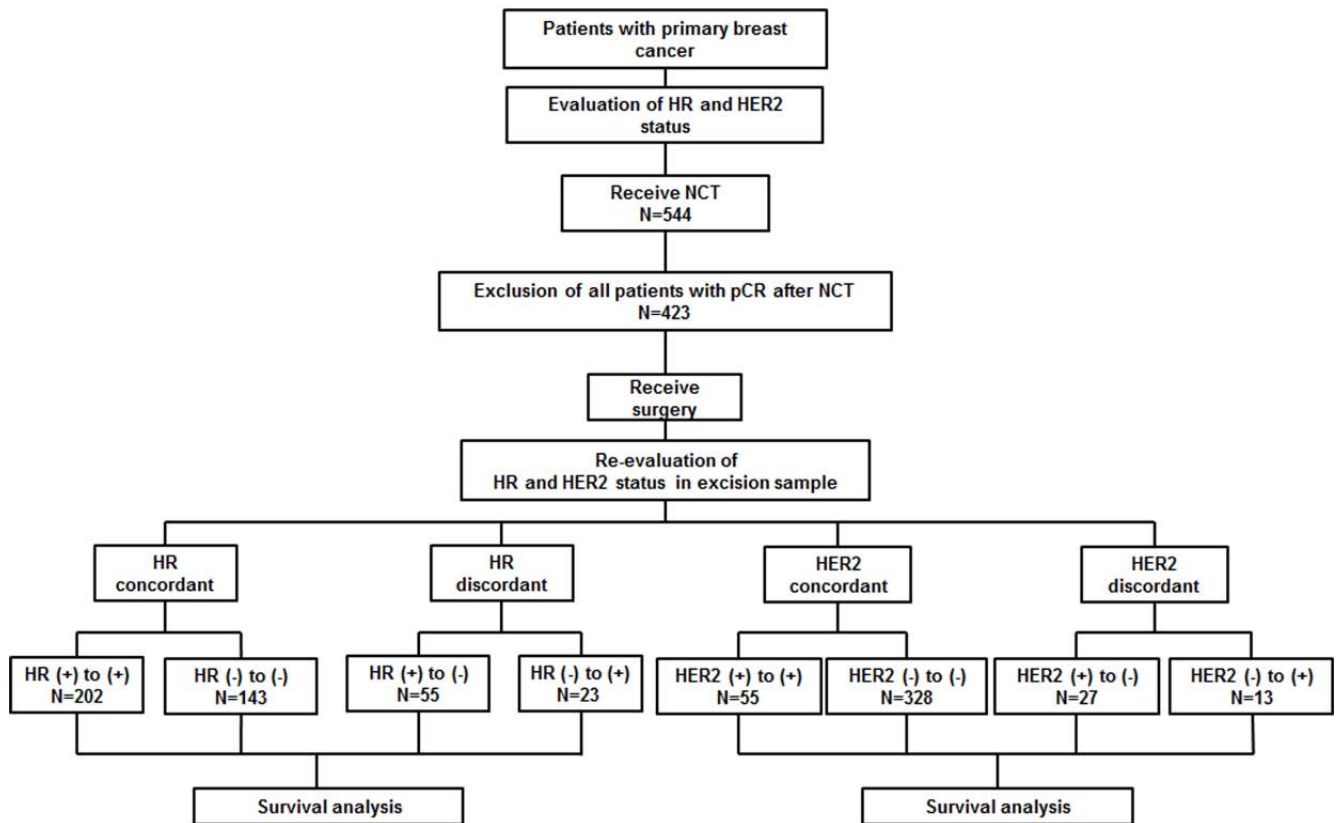 Patients with primary breast
cancer
Evaluation of HR and HER2
status
Receive NCT
N=544
Exclusion of all patients with pCR after NCT
N=423
Receive
surgery
Re-evaluation of
HR and HER2 status in excision sample
HR
concordant
HR
discordant
HER2
concordant
HER2
discordant
HR (+) to (+)
N=202
HR (-) to (-)
N=143
HR (+) to (-)
N=55
HR (-) to (+)
N=23
HER2 (+) to (+)
N=55
HER2 (-) to (-)
N=328
HER2 (+) to (-)
N=27
HER2 (-) to (+)
N=13
Survival analysis
Survival analysis